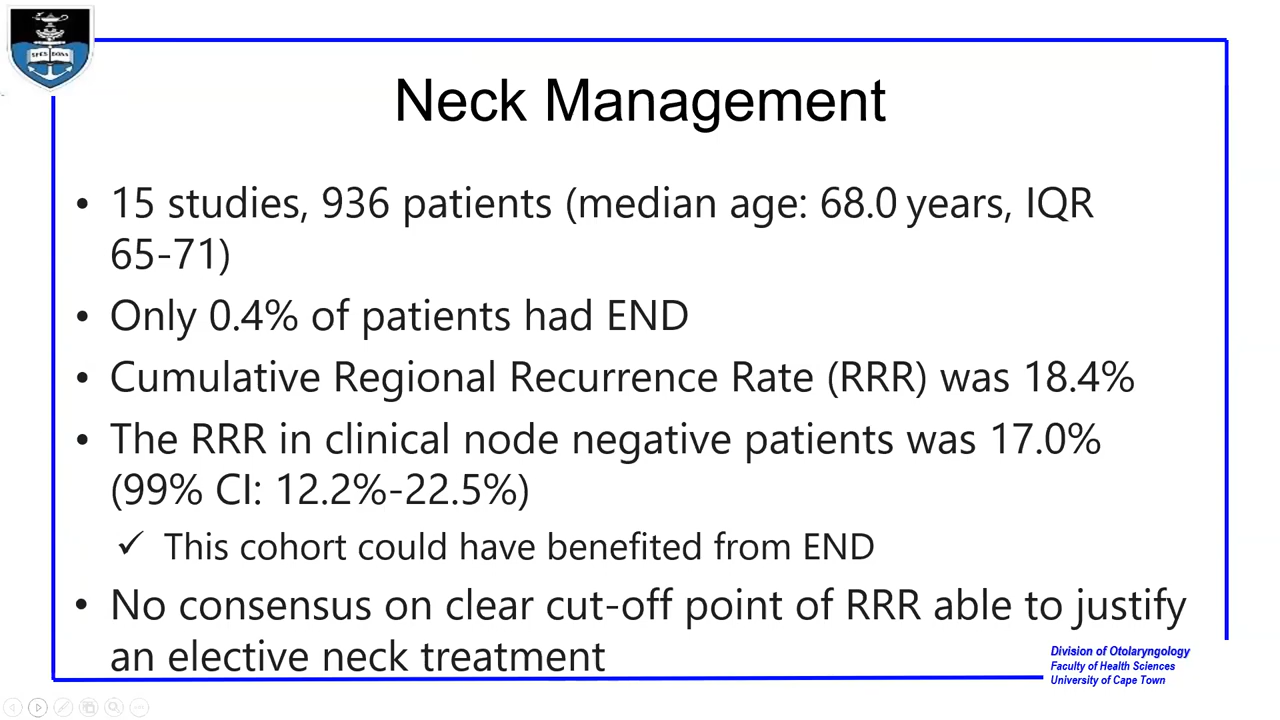 SPES BONA
Neck Management
• 15 studies, 936 patients (median age: 68.0 years, IQR
65-71)
• Only 0.4% of patients had END
• Cumulative Regional Recurrence Rate (RRR) was 18.4%
• The RRR in clinical node negative patients was 17.0%
(99% CI: 12.2%-22.5%)
✓ This cohort could have benefited from END
• No consensus on clear cut-off point of RRR able to justify
an elective neck treatment
Division of Otolaryngology
Faculty of Health Sciences
University of Cape Town